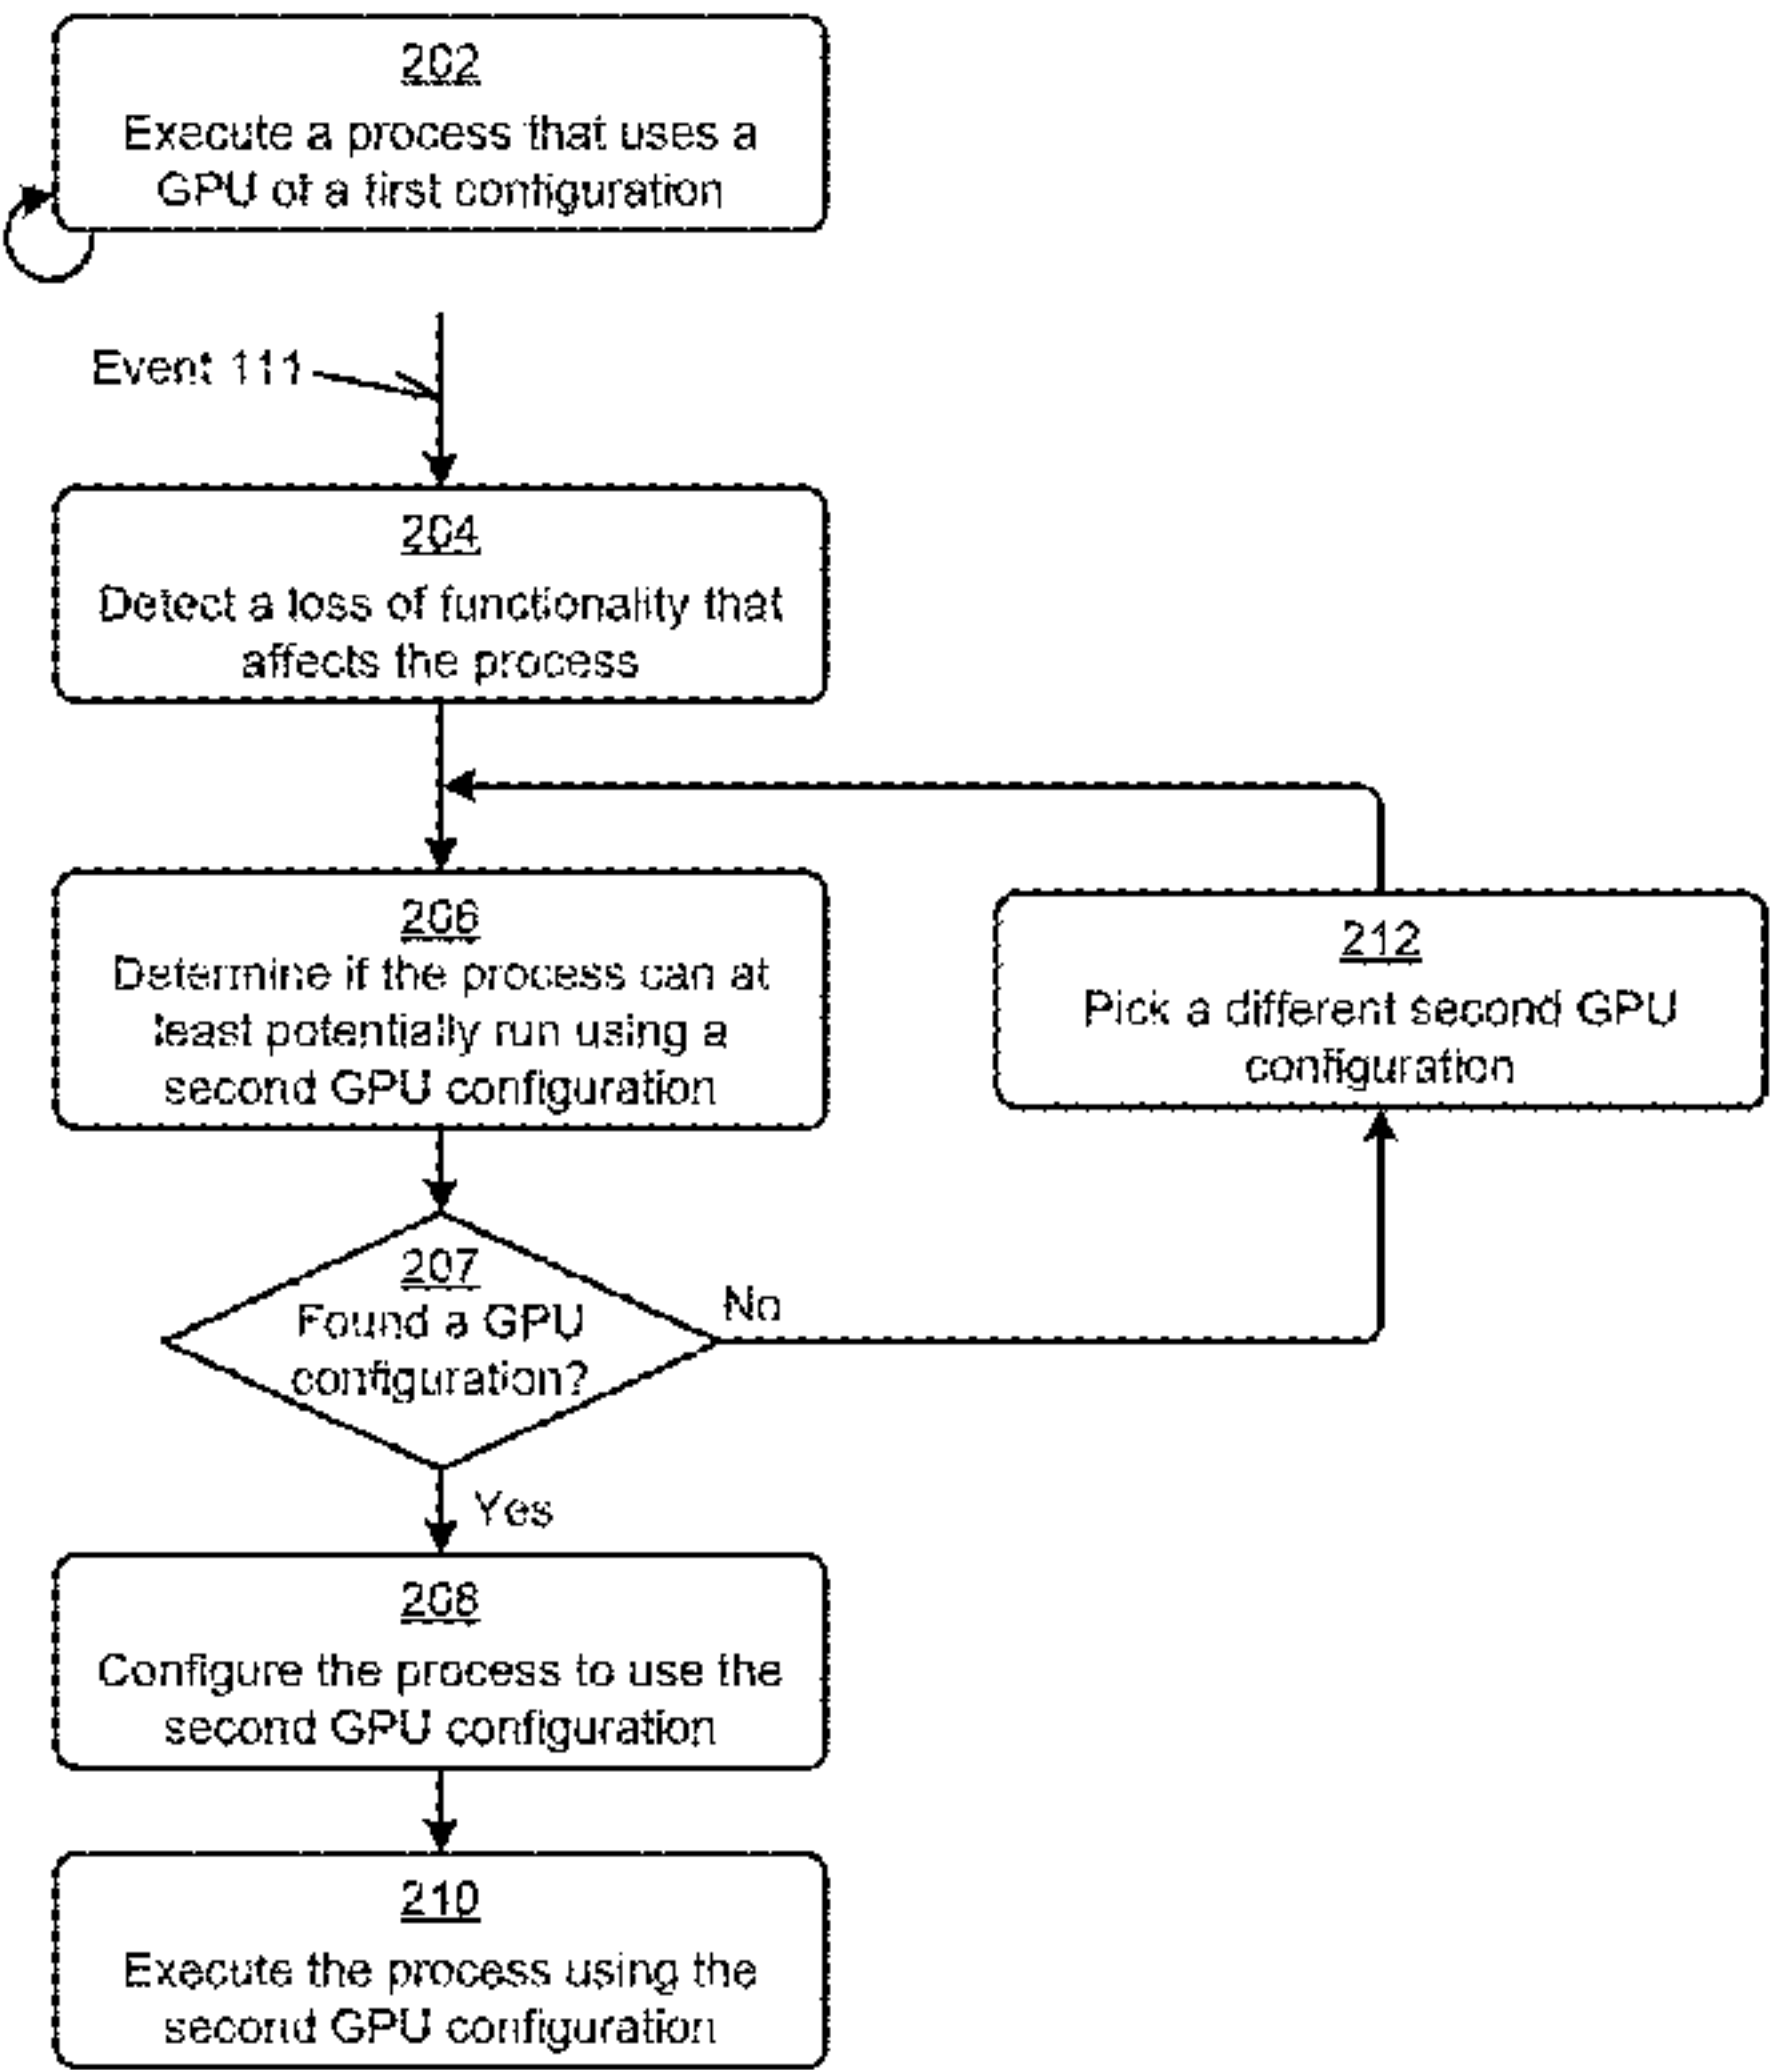 202
Execute a process that uses a
GPU of a first configuration
Event 111
204
Detect a loss of functionality that
affects the process
206
Determine if the process can at
least potentially run using a
second GPU configuration
212
Pick a different second GPU
configuration
207
Found a GPU
configuration?
No
Yes
208
Configure the process to use the
second GPU configuration
210
Execute the process using the
second GPU configuration